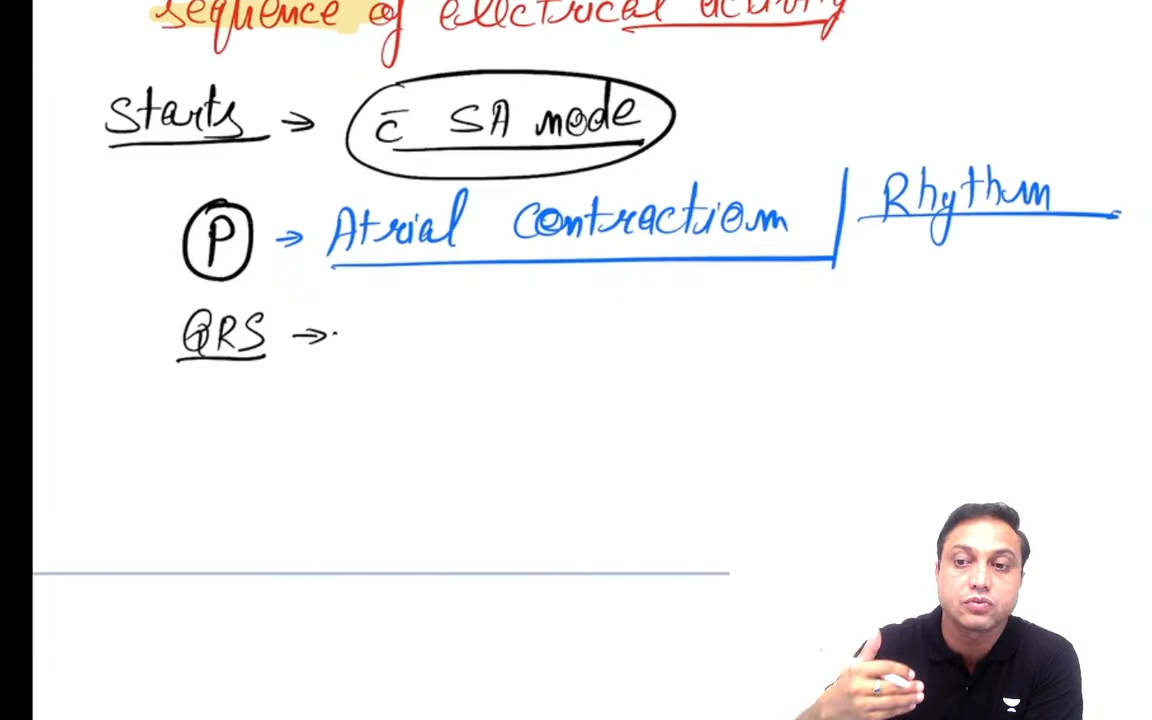 sequence of electrical activity
Starts → c̄ SA node
P → Atrial contraction | Rhythm
QRS →